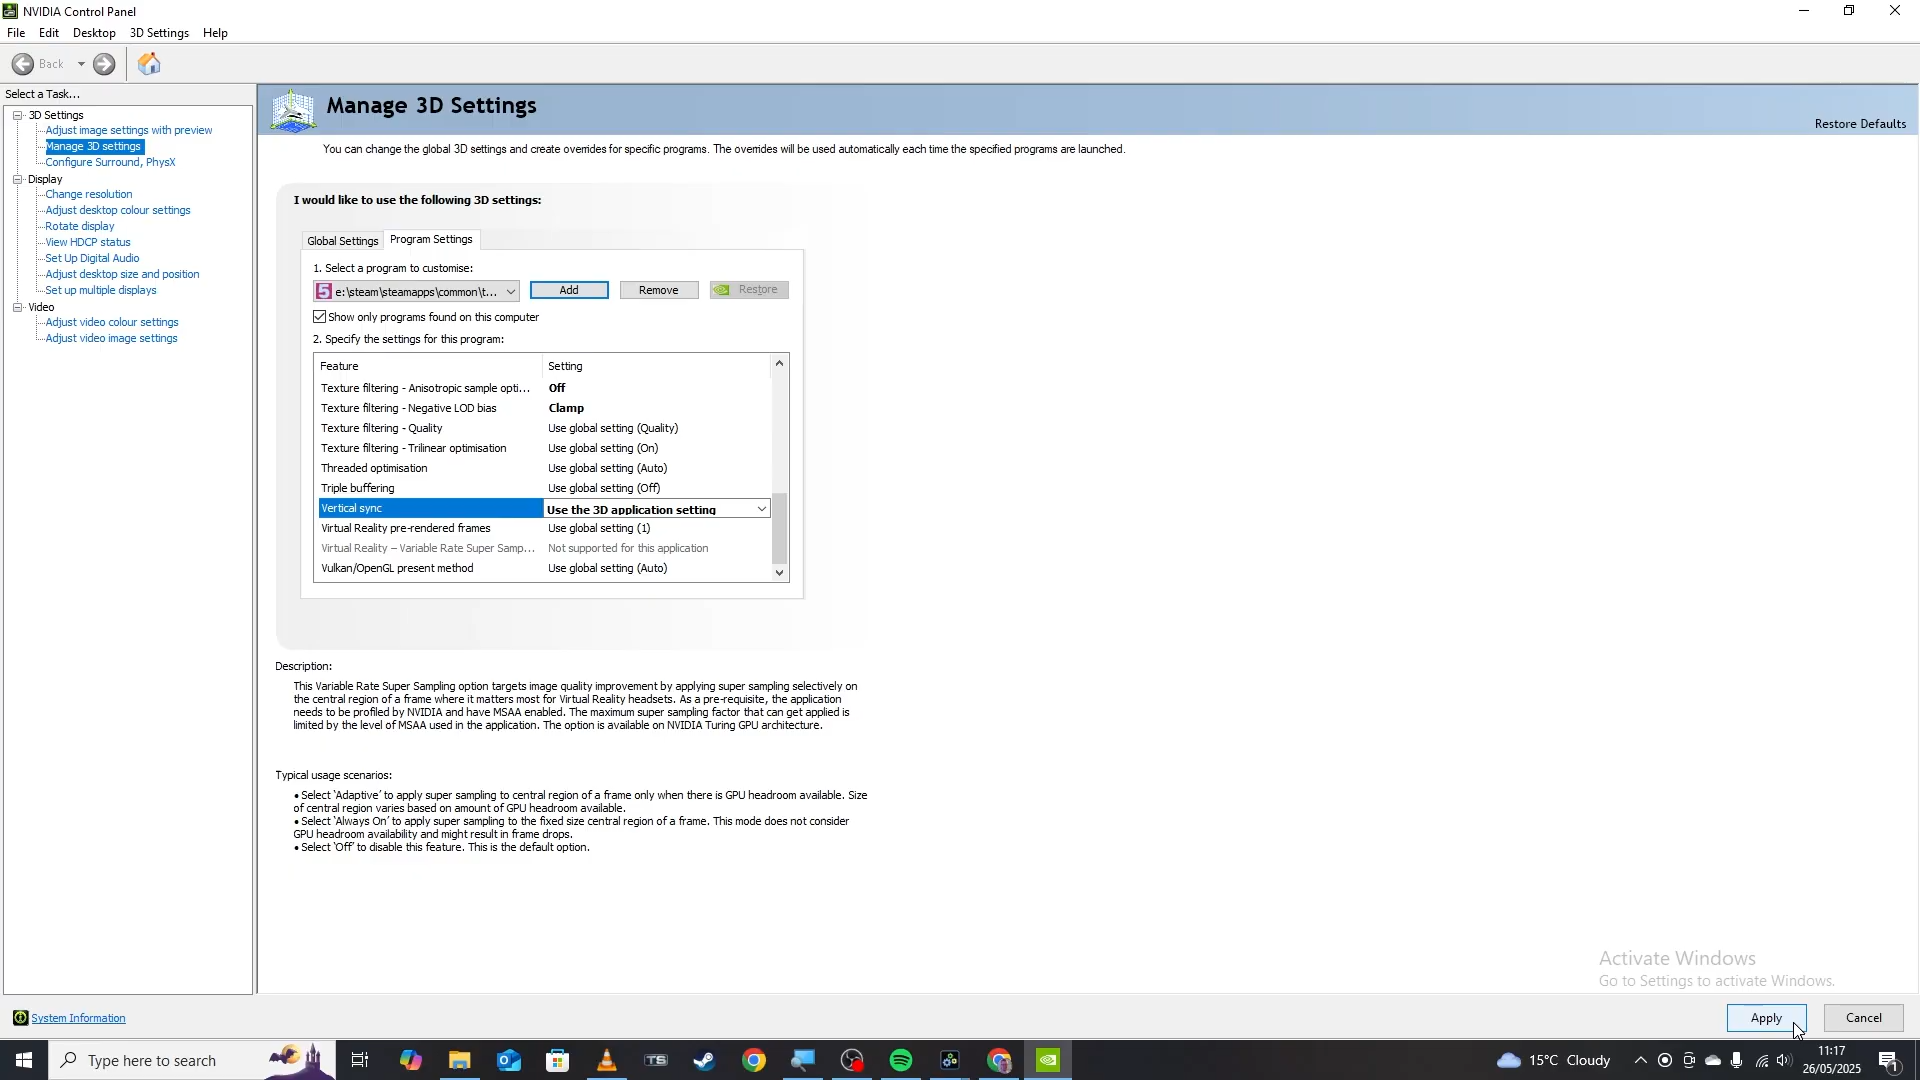 NVIDIA Control Panel
File Edit Desktop 3D Settings Help
Back
Select a Task...
3D Settings
Adjust image settings with preview
Manage 3D settings
Configure Surround, PhysX
Display
Change resolution
Adjust desktop colour settings
Rotate display
View HDCP status
Set Up Digital Audio
Adjust desktop size and position
Set up multiple displays
Video
Adjust video colour settings
Adjust video image settings
Manage 3D Settings
Restore Defaults
You can change the global 3D settings and create overrides for specific programs. The overrides will be used automatically each time the specified programs are launched.
I would like to use the following 3D settings:
Global Settings Program Settings
1. Select a program to customise:
5 e:\steam\steamapps\common\t... Add Remove Restore
Show only programs found on this computer
2. Specify the settings for this program:
Feature Setting
Texture filtering - Anisotropic sample opti... Off
Texture filtering - Negative LOD bias Clamp
Texture filtering - Quality Use global setting (Quality)
Texture filtering - Trilinear optimisation Use global setting (On)
Threaded optimisation Use global setting (Auto)
Triple buffering Use global setting (Off)
Vertical sync Use the 3D application setting
Virtual Reality pre-rendered frames Use global setting (1)
Virtual Reality – Variable Rate Super Samp... Not supported for this application
Vulkan/OpenGL present method Use global setting (Auto)
Description:
This Variable Rate Super Sampling option targets image quality improvement by applying super sampling selectively on
the central region of a frame where it matters most for Virtual Reality headsets. As a pre-requisite, the application
needs to be profiled by NVIDIA and have MSAA enabled. The maximum super sampling factor that can get applied is
limited by the level of MSAA used in the application. The option is available on NVIDIA Turing GPU architecture.
Typical usage scenarios:
• Select 'Adaptive' to apply super sampling to central region of a frame only when there is GPU headroom available. Size
of central region varies based on amount of GPU headroom available.
• Select 'Always On' to apply super sampling to the fixed size central region of a frame. This mode does not consider
GPU headroom availability and might result in frame drops.
• Select 'Off' to disable this feature. This is the default option.
Activate Windows
Go to Settings to activate Windows.
System Information
Apply Cancel
Type here to search
TS
15°C Cloudy
11:17
26/05/2025
1